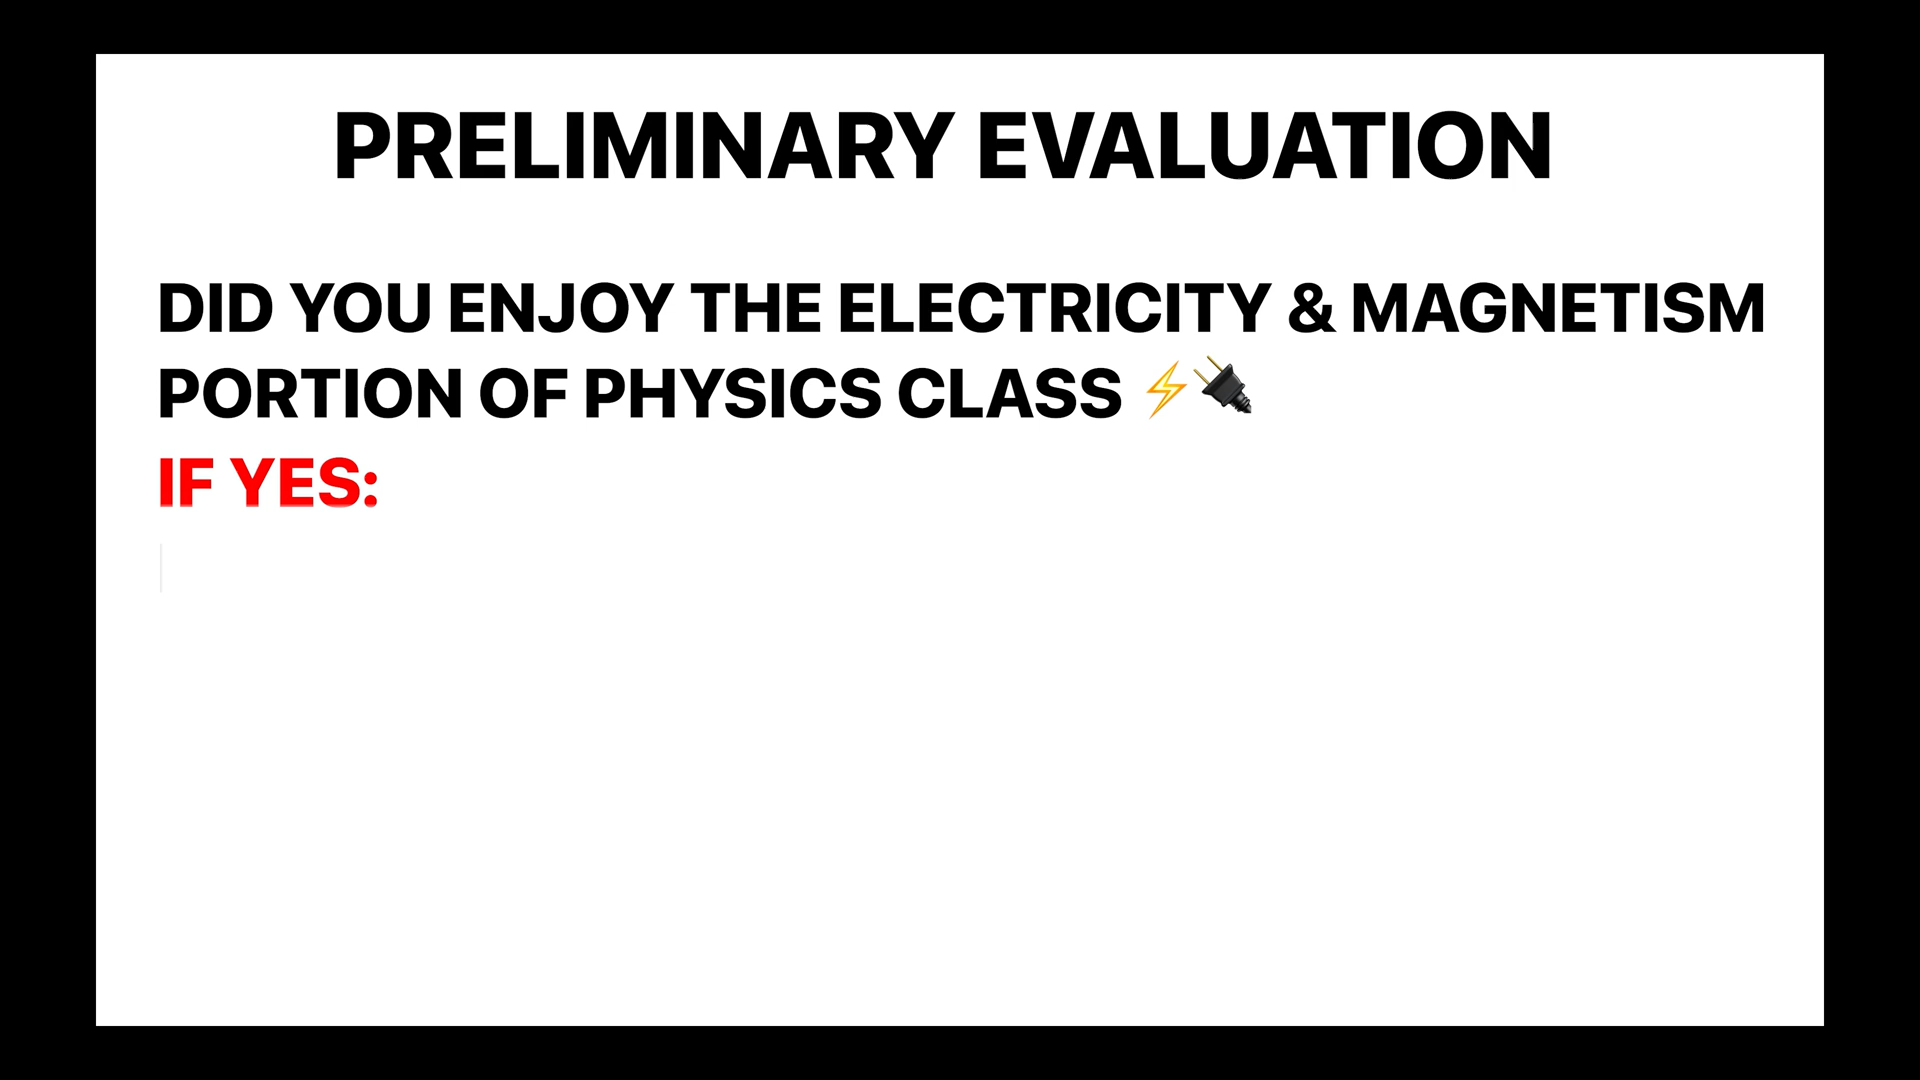 PRELIMINARY EVALUATION
DID YOU ENJOY THE ELECTRICITY & MAGNETISM
PORTION OF PHYSICS CLASS ⚡🔌
IF YES: